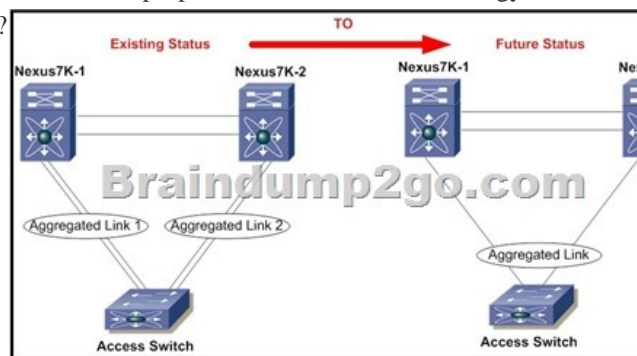 ?
TO
Existing Status
Future Status
Nexus7K-1
Nexus7K-2
Nexus7K-1
Braindump2go.com
Aggregated Link 1
Aggregated Link 2
Aggregated Link
Access Switch
Access Switch